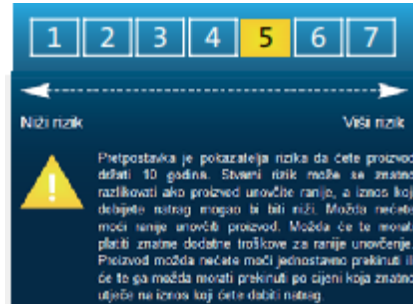 1 2 3 4 5 6 7
Niži rizik Viši rizik
Pretpostavka je pokazatelja rizika da ćete proizvod
držati 10 godina. Stvarni rizik može se znatno
razlikovati ako proizvod unovčite ranije, a iznos koji
dobijete natrag mogao bi biti niži. Možda nećete
moći ranije unovčiti proizvod. Možda će te morati
platiti znatne dodatne troškove za ranije unovčenje.
Proizvod možda nećete moći jednostavno prekinuti ili
će te ga možda morati prekinuti po cijeni koja znatno
utječe na iznos koji ćete dobiti natrag.